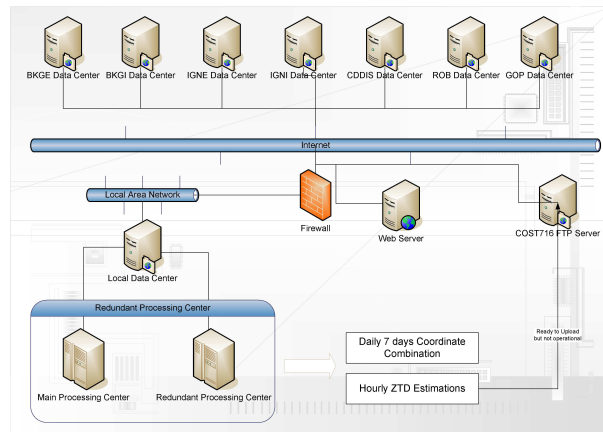 BKGE Data Center
BKGI Data Center
IGNE Data Center
IGNI Data Center
CDDIS Data Center
ROB Data Center
GOP Data Center
Internet
Local Area Network
Firewall
Web Server
COST716 FTP Server
Local Data Center
Redundant Processing Center
Ready to Upload
but not operational
Daily 7 days Coordinate
Combination
Hourly ZTD Estimations
Main Processing Center
Redundant Processing Center